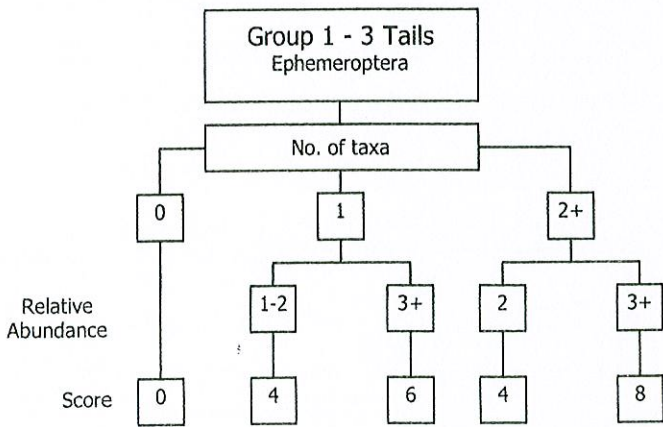 Group 1 - 3 Tails
Ephemeroptera
No. of taxa
0 1 2+
Relative
Abundance
1-2 3+ 2 3+
Score
0 4 6 4 8